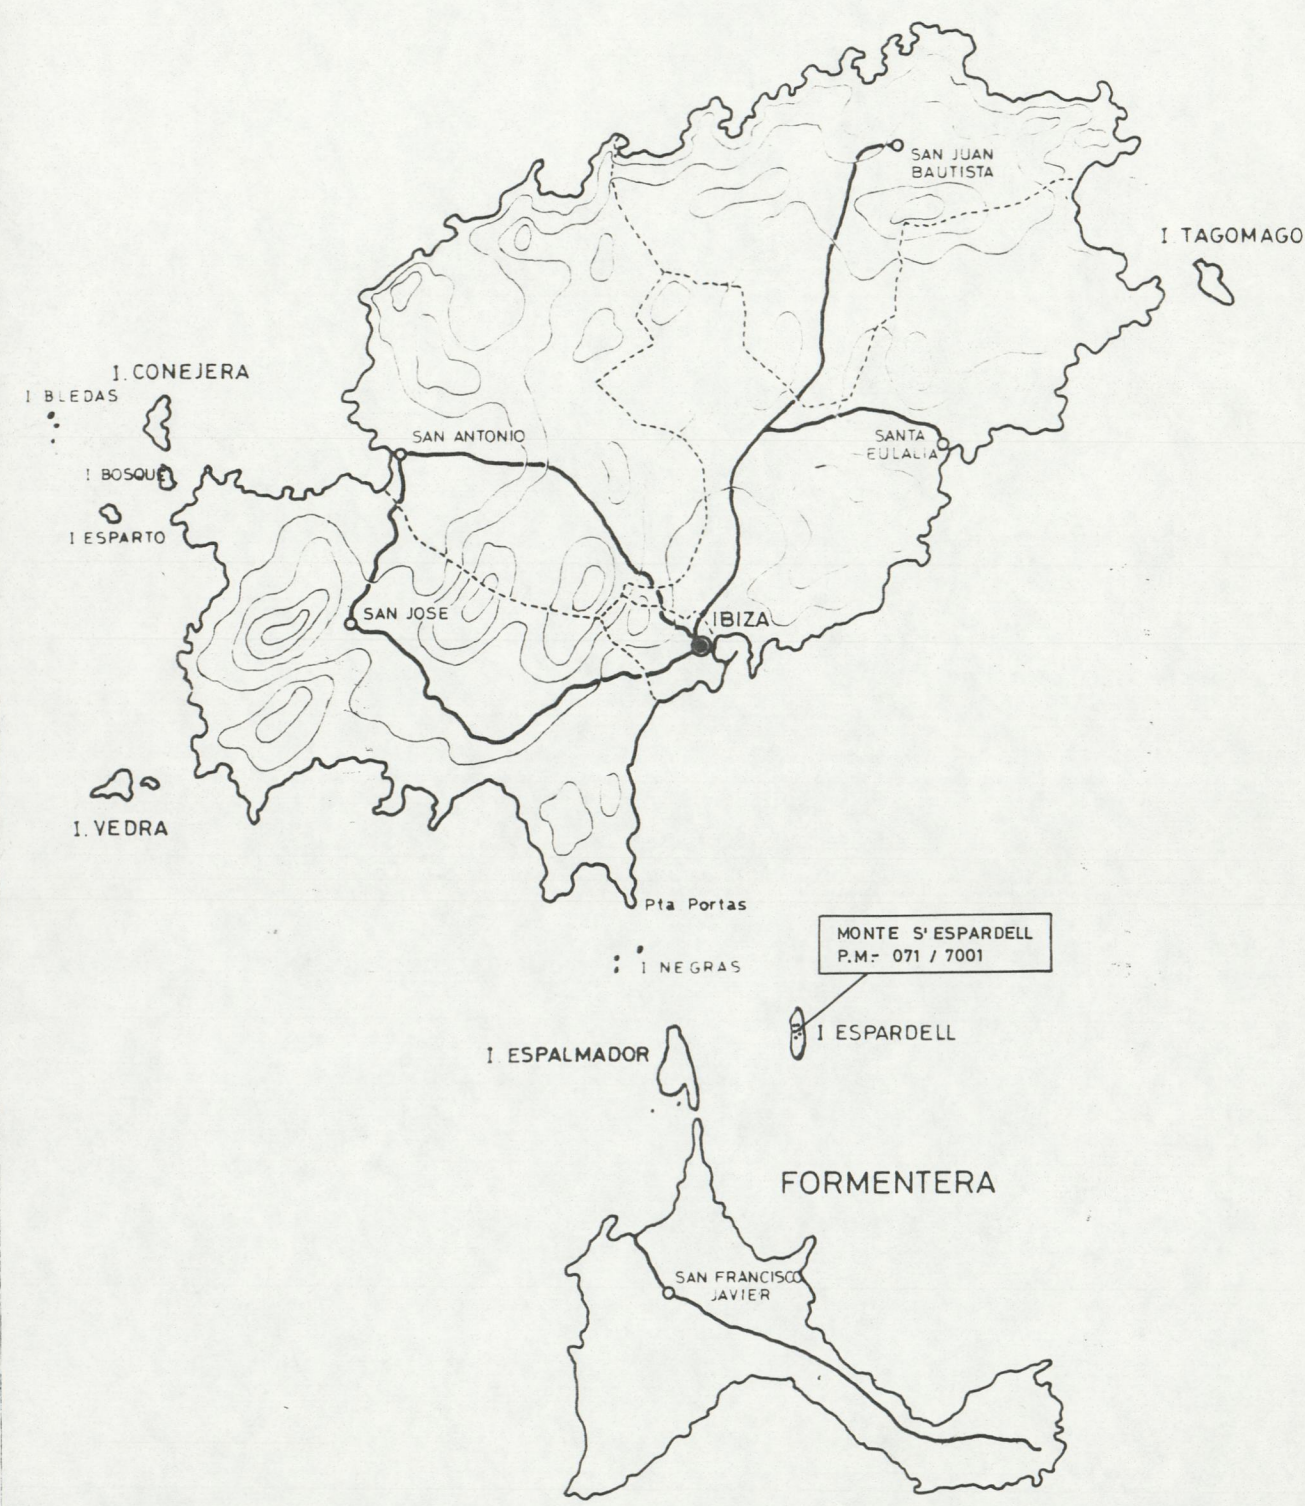 SAN JUAN
BAUTISTA
I. TAGOMAGO
I. CONEJERA
I BLEDAS
SAN ANTONIO
SANTA
EULALIA
I BOSQUE
I ESPARTO
SAN JOSE
IBIZA
I. VEDRA
Pta Portas
MONTE S' ESPARDELL
P.M.- 071 / 7001
I NEGRAS
I ESPARDELL
I. ESPALMADOR
FORMENTERA
SAN FRANCISCO
JAVIER